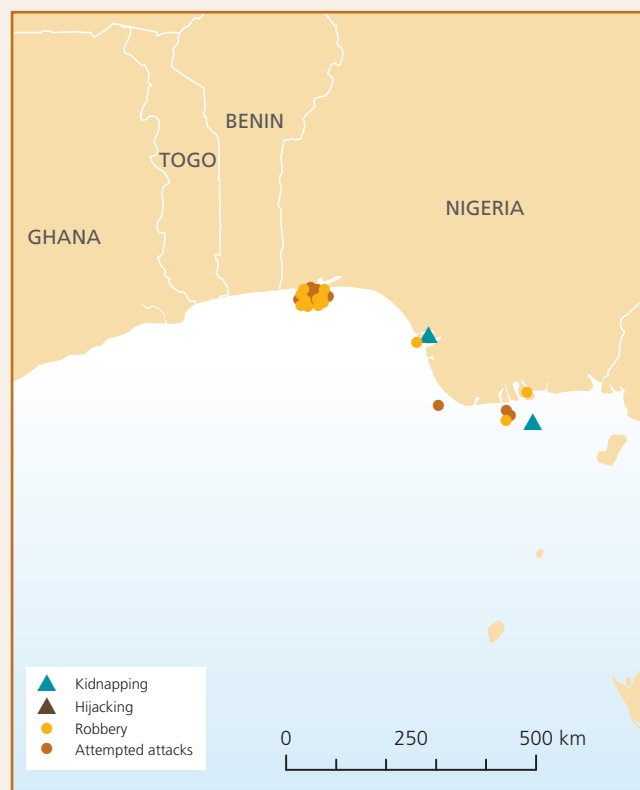 BENIN
TOGO
NIGERIA
GHANA
Kidnapping
Hijacking
Robbery
Attempted attacks
0 250 500 km